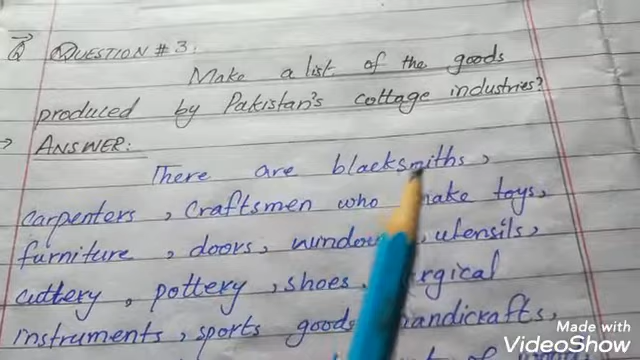 Q QUESTION # 3:
Make a list of the goods
produced by Pakistan's cottage industries?
→ ANSWER:
There are blacksmiths,
carpenters, craftsmen who make toys,
furniture, doors, windows, utensils,
cuttery, pottery, shoes, surgical
instruments, sports goods, handicrafts,
Made with
VideoShow